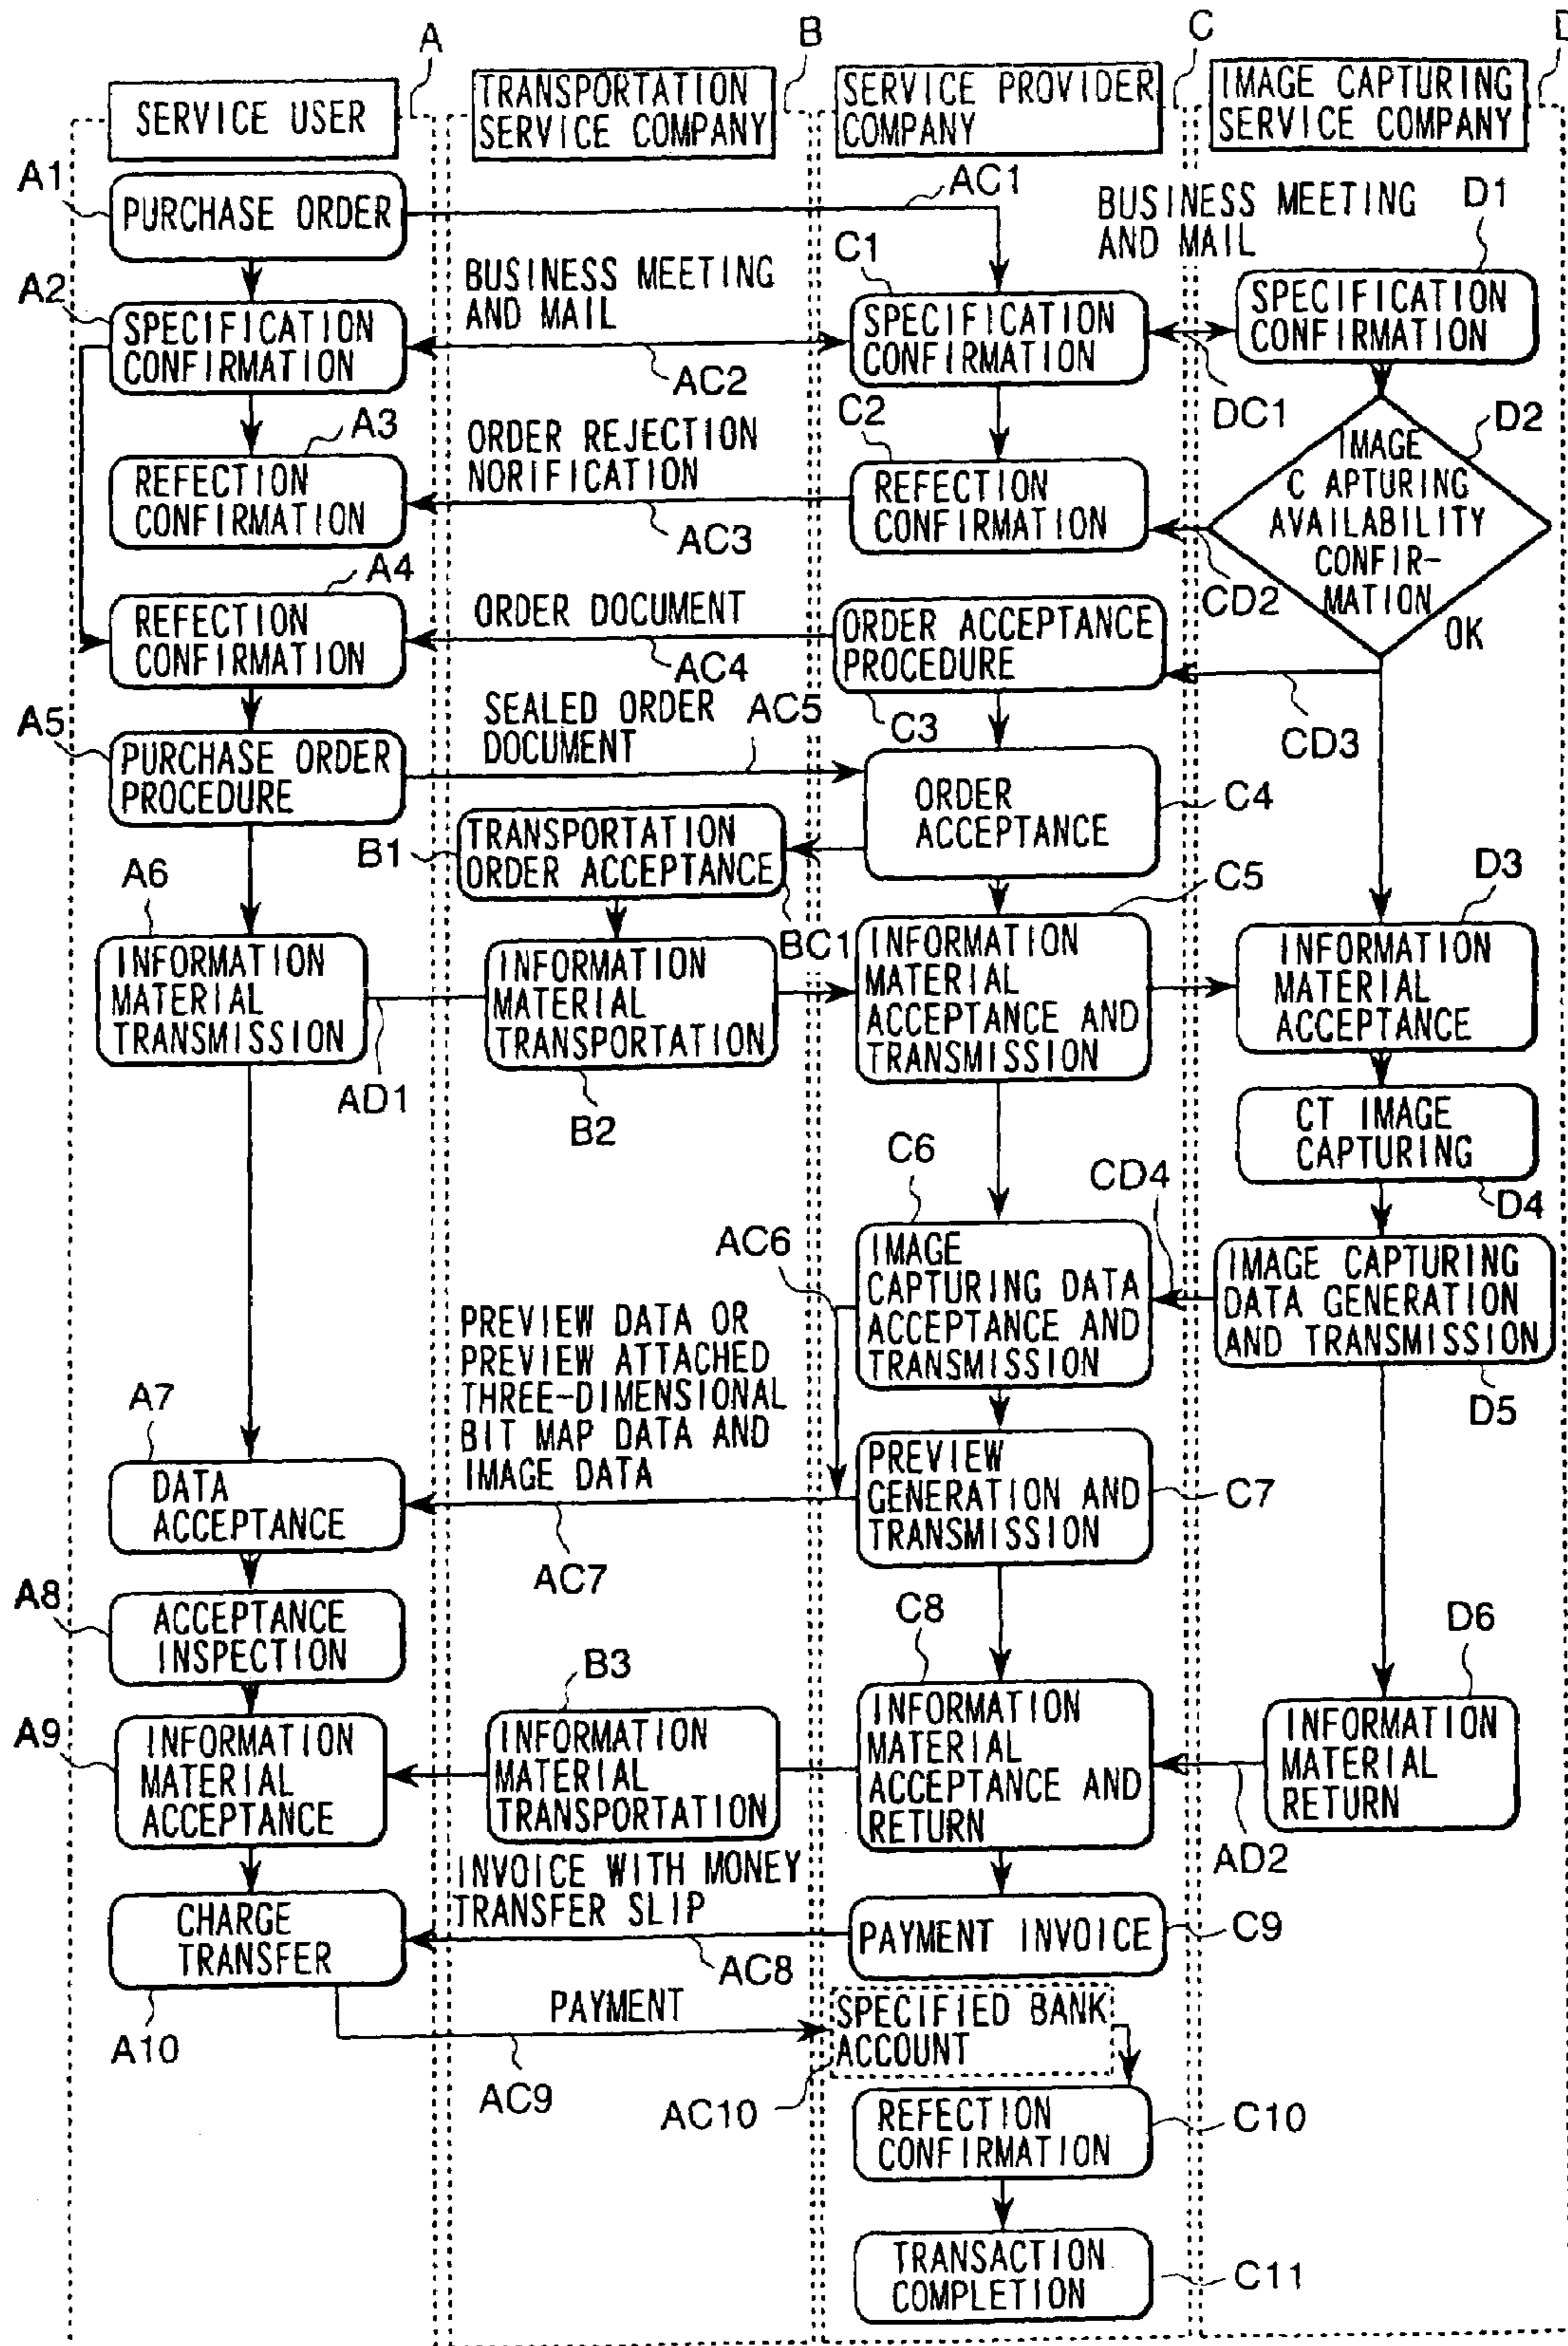 A
B
C
D
SERVICE USER
TRANSPORTATION
SERVICE COMPANY
SERVICE PROVIDER
COMPANY
IMAGE CAPTURING
SERVICE COMPANY
A1
PURCHASE ORDER
AC1
BUSINESS MEETING
AND MAIL
D1
A2
SPECIFICATION
CONFIRMATION
BUSINESS MEETING
AND MAIL
AC2
C1
SPECIFICATION
CONFIRMATION
DC1
SPECIFICATION
CONFIRMATION
A3
REFECTION
CONFIRMATION
ORDER REJECTION
NORIFICATION
AC3
C2
REFECTION
CONFIRMATION
CD2
D2
IMAGE
C APTURING
AVAILABILITY
CONFIR-
MATION
OK
A4
REFECTION
CONFIRMATION
ORDER DOCUMENT
AC4
ORDER ACCEPTANCE
PROCEDURE
C3
CD3
A5
PURCHASE ORDER
PROCEDURE
SEALED ORDER
DOCUMENT
AC5
ORDER
ACCEPTANCE
C4
B1
TRANSPORTATION
ORDER ACCEPTANCE
BC1
A6
INFORMATION
MATERIAL
TRANSMISSION
AD1
INFORMATION
MATERIAL
TRANSPORTATION
B2
C5
INFORMATION
MATERIAL
ACCEPTANCE AND
TRANSMISSION
D3
INFORMATION
MATERIAL
ACCEPTANCE
CT IMAGE
CAPTURING
D4
C6
CD4
AC6
IMAGE
CAPTURING DATA
ACCEPTANCE AND
TRANSMISSION
IMAGE CAPTURING
DATA GENERATION
AND TRANSMISSION
D5
PREVIEW DATA OR
PREVIEW ATTACHED
THREE-DIMENSIONAL
BIT MAP DATA AND
IMAGE DATA
A7
DATA
ACCEPTANCE
AC7
PREVIEW
GENERATION AND
TRANSMISSION
C7
A8
ACCEPTANCE
INSPECTION
B3
C8
D6
A9
INFORMATION
MATERIAL
ACCEPTANCE
INFORMATION
MATERIAL
TRANSPORTATION
INFORMATION
MATERIAL
ACCEPTANCE AND
RETURN
INFORMATION
MATERIAL
RETURN
AD2
INVOICE WITH MONEY
TRANSFER SLIP
CHARGE
TRANSFER
A10
AC8
PAYMENT INVOICE
C9
PAYMENT
AC9
SPECIFIED BANK
ACCOUNT
AC10
REFECTION
CONFIRMATION
C10
TRANSACTION
COMPLETION
C11